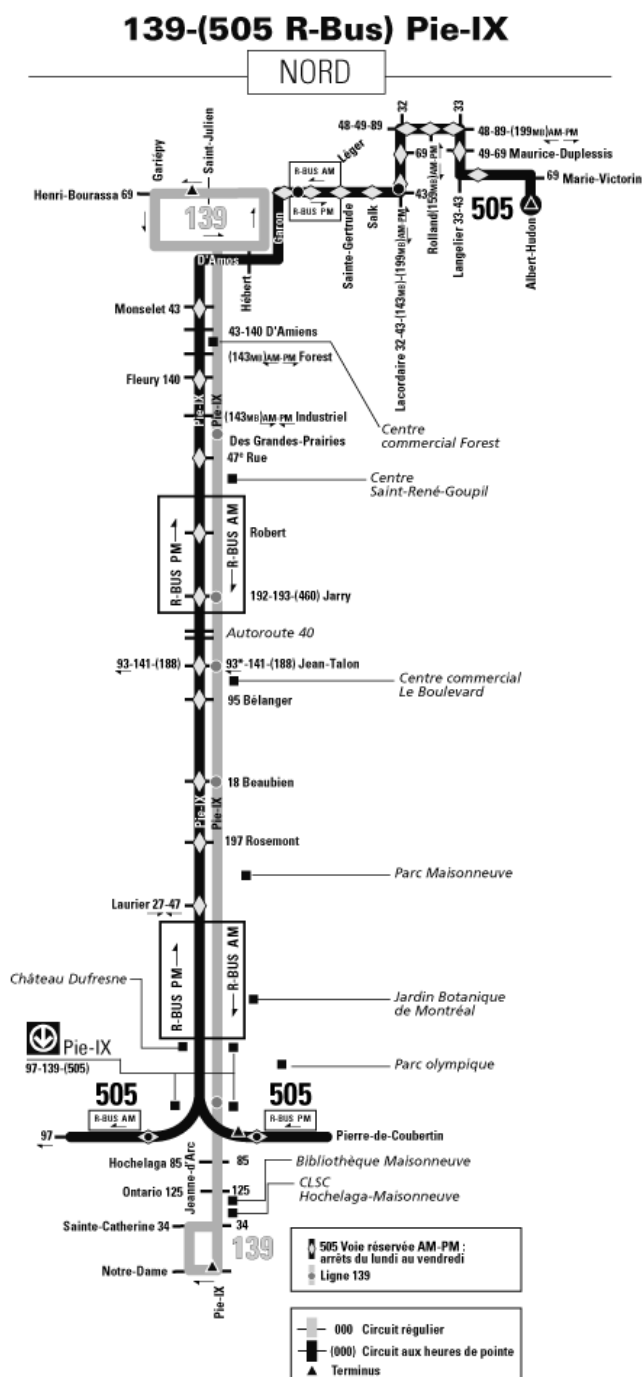 139-(505 R-Bus) Pie-IX
NORD
Gariépy
Saint-Julien
Henri-Bourassa 69
139
R-BUS AM
R-BUS PM
Léger
Garon
D'Amos
Hébert
Sainte-Gertrude
Salk
48-49-89
32
33
48-89-(199MB)AM-PM
49-69 Maurice-Duplessis
69
69 Marie-Victorin
43
505
Lacordaire 32-43-(143MB)-(199MB)AM-PM
Rolland(159MB)AM-PM
Langelier 33-43
Albert-Hudon
Monselet 43
43-140 D'Amiens
(143MB)AM-PM Forest
Fleury 140
Pie-IX
Pie-IX
(143MB)AM-PM Industriel
Centre
commercial Forest
Des Grandes-Prairies
47e Rue
Centre
Saint-René-Goupil
R-BUS PM
R-BUS AM
Robert
192-193-(460) Jarry
Autoroute 40
93-141-(188)
93*-141-(188) Jean-Talon
Centre commercial
Le Boulevard
95 Bélanger
18 Beaubien
Pie-IX
Pie-IX
197 Rosemont
Parc Maisonneuve
Laurier 27-47
R-BUS PM
R-BUS AM
Château Dufresne
Jardin Botanique
de Montréal
Pie-IX
97-139-(505)
Parc olympique
505
R-BUS AM
505
R-BUS PM
97
Pierre-de-Coubertin
Jeanne-d'Arc
Hochelaga 85
85
Bibliothèque Maisonneuve
Ontario 125
125
CLSC
Hochelaga-Maisonneuve
Sainte-Catherine 34
34
139
Notre-Dame
Pie-IX
505 Voie réservée AM-PM :
arrêts du lundi au vendredi
Ligne 139
000 Circuit régulier
(000) Circuit aux heures de pointe
Terminus